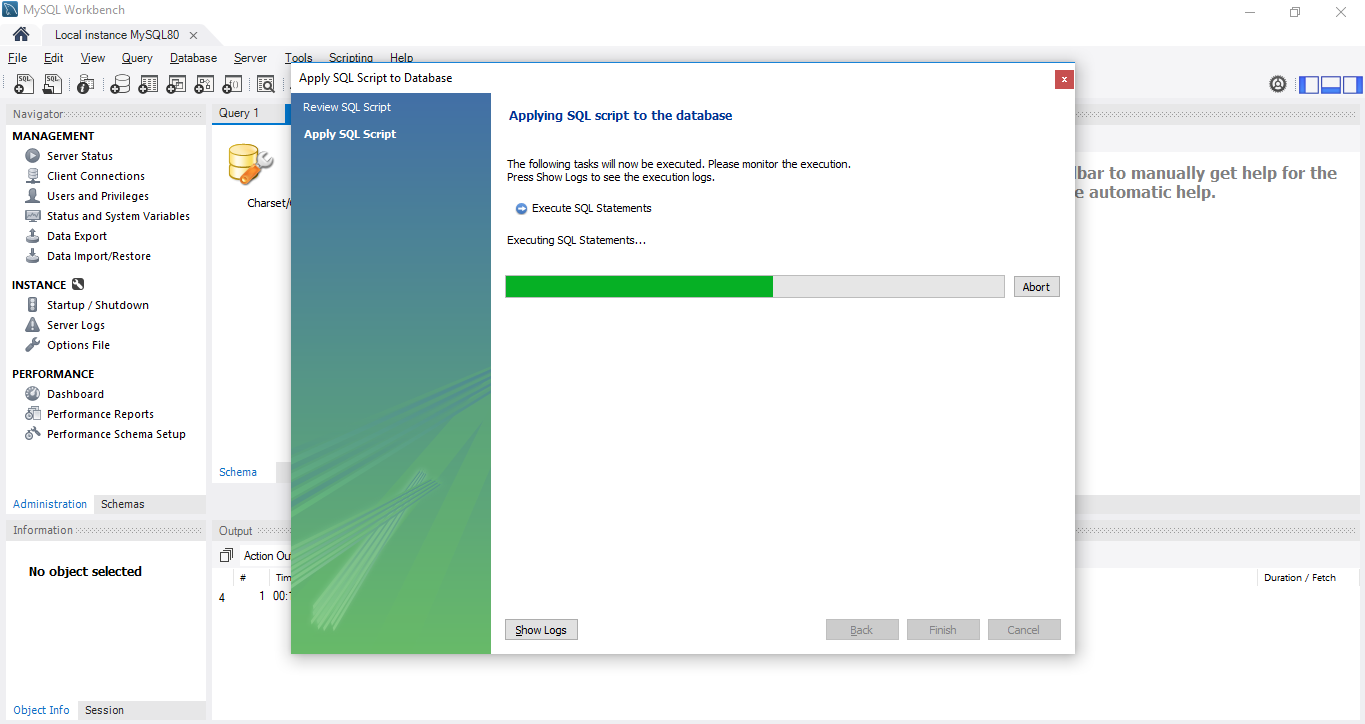 MySQL Workbench
Local instance MySQL80
File Edit View Query Database Server Tools Scripting Help
Navigator
MANAGEMENT
Server Status
Client Connections
Users and Privileges
Status and System Variables
Data Export
Data Import/Restore
INSTANCE
Startup / Shutdown
Server Logs
Options File
PERFORMANCE
Dashboard
Performance Reports
Performance Schema Setup
Administration Schemas
Information
No object selected
Object Info Session
Query 1
Charset/
Schema
Apply SQL Script to Database
x
Review SQL Script
Apply SQL Script
Applying SQL script to the database
The following tasks will now be executed. Please monitor the execution.
Press Show Logs to see the execution logs.
Execute SQL Statements
Executing SQL Statements...
Abort
Show Logs
Back
Finish
Cancel
bar to manually get help for the
e automatic help.
Output
Action Ou
# Tim Duration / Fetch
4 1 00:1